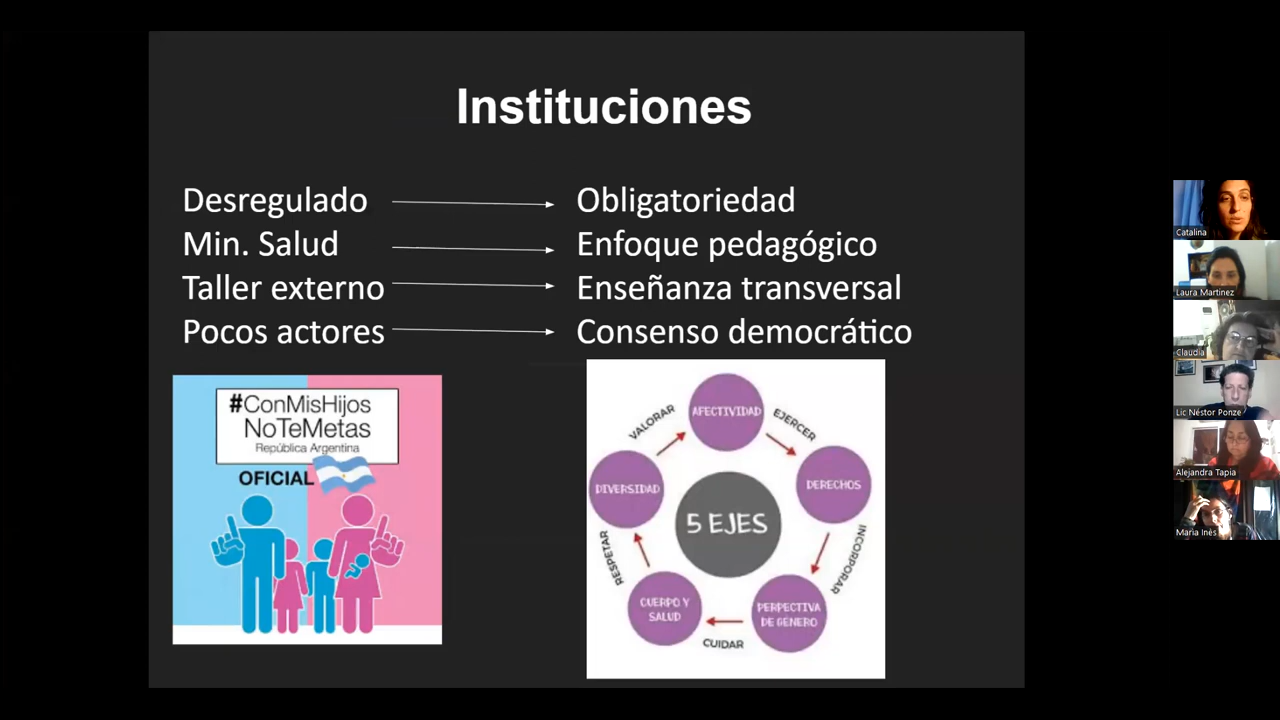 Instituciones
Desregulado
Obligatoriedad
Min. Salud
Enfoque pedagógico
Taller externo
Enseñanza transversal
Pocos actores
Consenso democrático
#ConMisHijos
NoTeMetas
República Argentina
OFICIAL
5 EJES
AFECTIVIDAD
EJERCER
DERECHOS
INCORPORAR
PERPECTIVA
DE GÉNERO
CUIDAR
CUERPO Y
SALUD
RESPETAR
DIVERSIDAD
VALORAR
Catalina
Laura Martinez
Claudia
Lic Néstor Ponze
Alejandra Tapia
Maria Inés